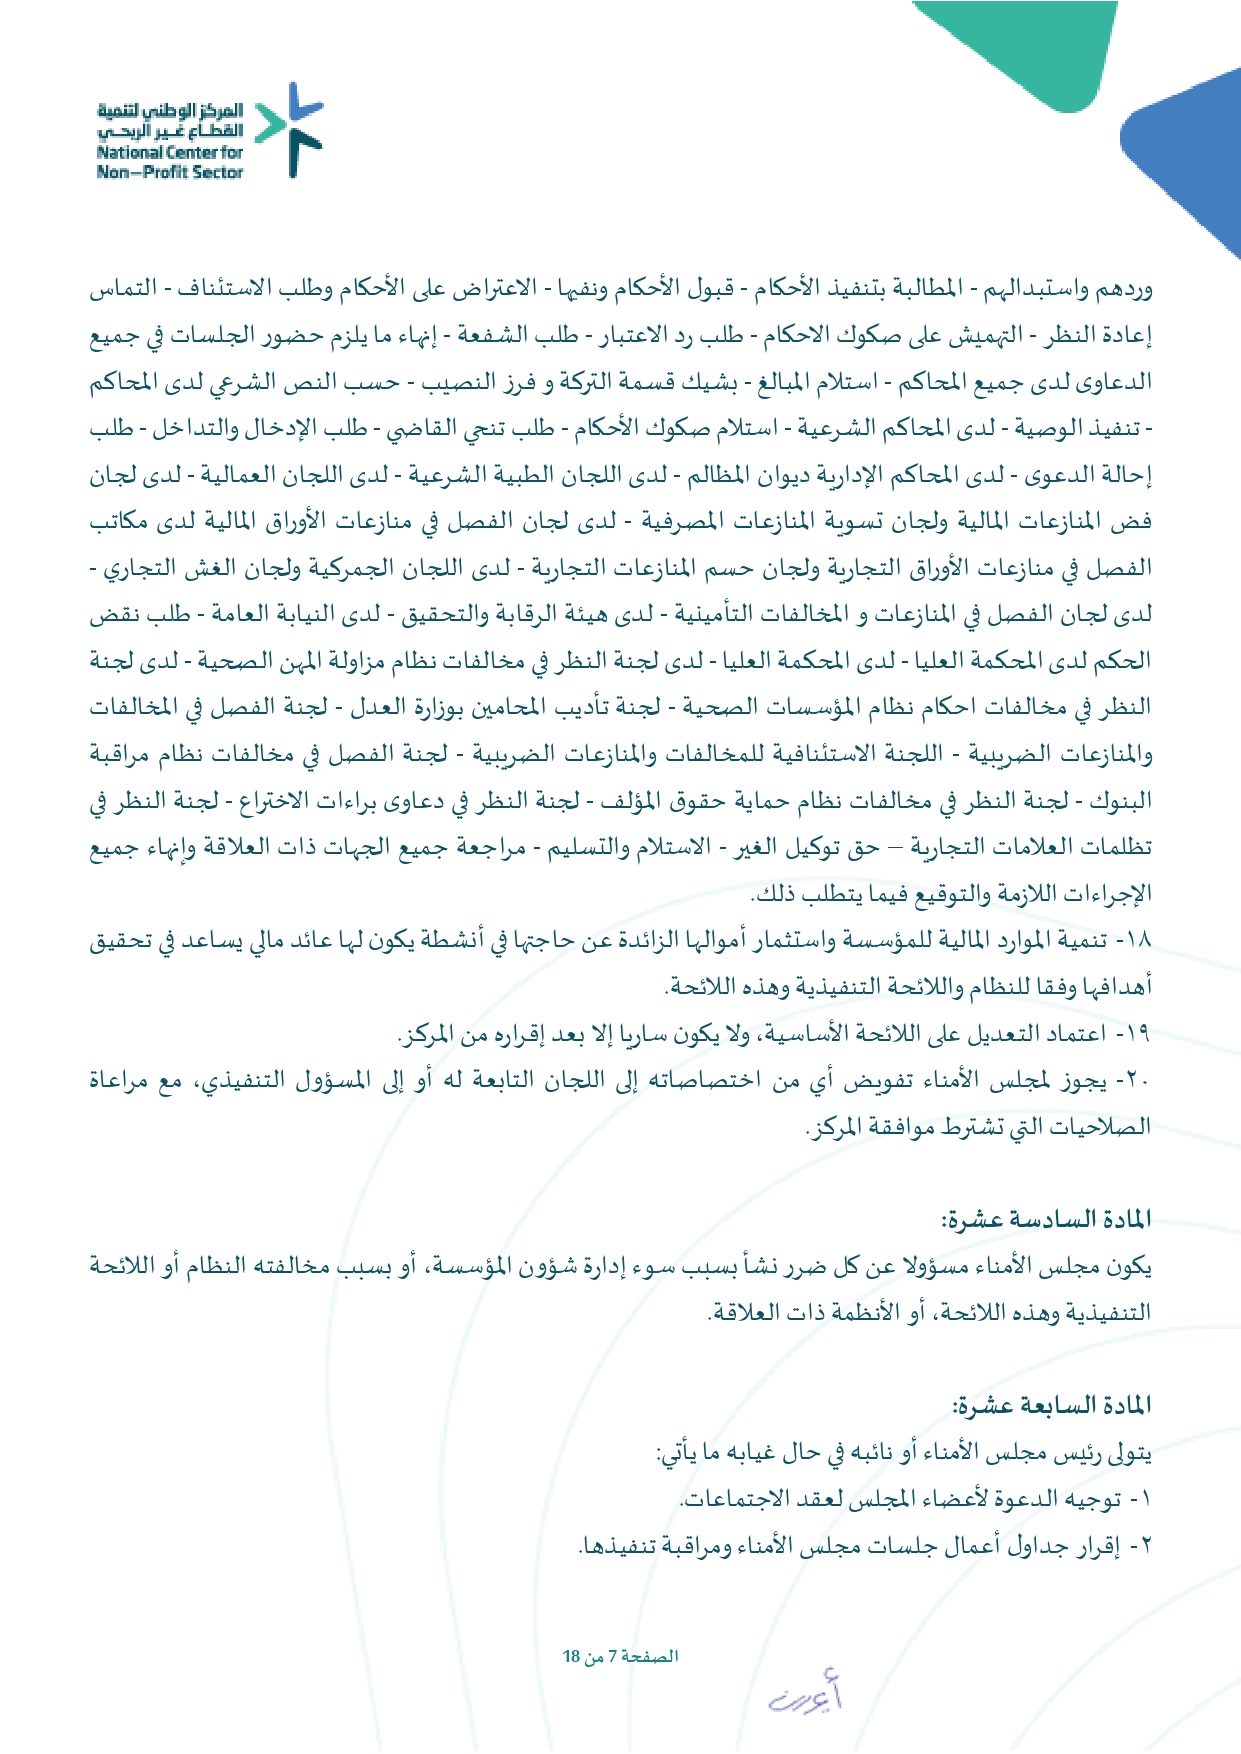 المركز الوطني لتنمية
القطاع غير الربحي
National Center for
Non–Profit Sector
وردهم واستبدالهم - المطالبة بتنفيذ الأحكام - قبول الأحكام ونفيها - الاعتراض على الأحكام وطلب الاستئناف - التماس
إعادة النظر - التهميش على صكوك الاحكام - طلب رد الاعتبار - طلب الشفعة - إنهاء ما يلزم حضور الجلسات في جميع
الدعاوى لدى جميع المحاكم - استلام المبالغ - بشيك قسمة التركة و فرز النصيب - حسب النص الشرعي لدى المحاكم
- تنفيذ الوصية - لدى المحاكم الشرعية - استلام صكوك الأحكام - طلب تنحي القاضي - طلب الإدخال والتداخل - طلب
إحالة الدعوى - لدى المحاكم الإدارية ديوان المظالم - لدى اللجان الطبية الشرعية - لدى اللجان العمالية - لدى لجان
فض المنازعات المالية ولجان تسوية المنازعات المصرفية - لدى لجان الفصل في منازعات الأوراق المالية لدى مكاتب
الفصل في منازعات الأوراق التجارية ولجان حسم المنازعات التجارية - لدى اللجان الجمركية ولجان الغش التجاري -
لدى لجان الفصل في المنازعات و المخالفات التأمينية - لدى هيئة الرقابة والتحقيق - لدى النيابة العامة - طلب نقض
الحكم لدى المحكمة العليا - لدى المحكمة العليا - لدى لجنة النظر في مخالفات نظام مزاولة المهن الصحية - لدى لجنة
النظر في مخالفات احكام نظام المؤسسات الصحية - لجنة تأديب المحامين بوزارة العدل - لجنة الفصل في المخالفات
والمنازعات الضريبية - اللجنة الاستئنافية للمخالفات والمنازعات الضريبية - لجنة الفصل في مخالفات نظام مراقبة
البنوك - لجنة النظر في مخالفات نظام حماية حقوق المؤلف - لجنة النظر في دعاوى براءات الاختراع - لجنة النظر في
تظلمات العلامات التجارية – حق توكيل الغير - الاستلام والتسليم - مراجعة جميع الجهات ذات العلاقة وإنهاء جميع
الإجراءات اللازمة والتوقيع فيما يتطلب ذلك.
١٨- تنمية الموارد المالية للمؤسسة واستثمار أموالها الزائدة عن حاجتها في أنشطة يكون لها عائد مالي يساعد في تحقيق
أهدافها وفقا للنظام واللائحة التنفيذية وهذه اللائحة.
١٩- اعتماد التعديل على اللائحة الأساسية، ولا يكون ساريا إلا بعد إقراره من المركز.
٢٠- يجوز لمجلس الأمناء تفويض أي من اختصاصاته إلى اللجان التابعة له أو إلى المسؤول التنفيذي، مع مراعاة
الصلاحيات التي تشترط موافقة المركز.
المادة السادسة عشرة:
يكون مجلس الأمناء مسؤولا عن كل ضرر نشأ بسبب سوء إدارة شؤون المؤسسة، أو بسبب مخالفته النظام أو اللائحة
التنفيذية وهذه اللائحة، أو الأنظمة ذات العلاقة.
المادة السابعة عشرة:
يتولى رئيس مجلس الأمناء أو نائبه في حال غيابه ما يأتي:
١- توجيه الدعوة لأعضاء المجلس لعقد الاجتماعات.
٢- إقرار جداول أعمال جلسات مجلس الأمناء ومراقبة تنفيذها.
الصفحة 7 من 18